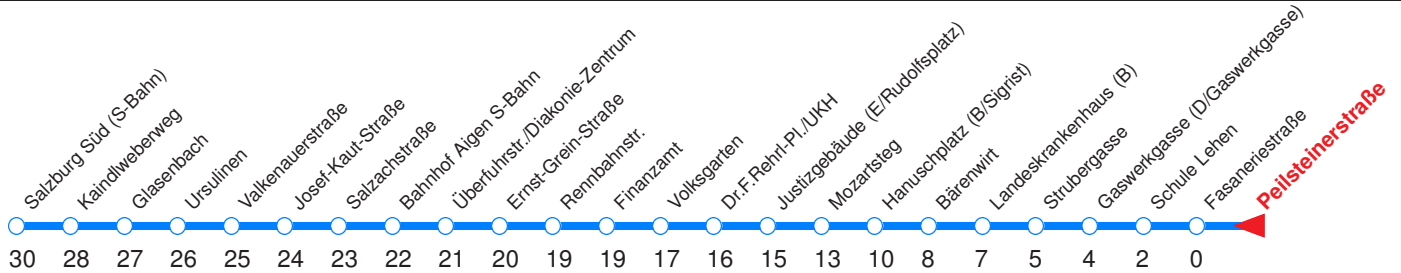 Salzburg Süd (S-Bahn)
Kaindlweberweg
Glasenbach
Ursulinen
Valkenauerstraße
Josef-Kaut-Straße
Salzachstraße
Bahnhof Aigen S-Bahn
Überfuhrstr./Diakonie-Zentrum
Ernst-Grein-Straße
Rennbahnstr.
Finanzamt
Volksgarten
Dr.F.Rehrl-Pl./UKH
Justizgebäude (E/Rudolfsplatz)
Mozartsteg
Hanuschplatz (B/Sigrist)
Bärenwirt
Landeskrankenhaus (B)
Strubergasse
Gaswerkgasse (D/Gaswerkgasse)
Schule Lehen
Fasaneriestraße
Peilsteinerstraße
30 28 27 26 25 24 23 22 21 20 19 19 17 16 15 13 10 8 7 5 4 2 0